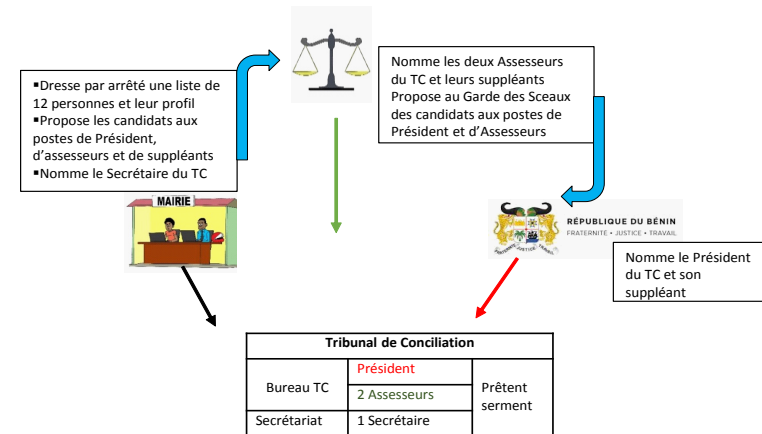 ▪Dresse par arrêté une liste de
12 personnes et leur profil
▪Propose les candidats aux
postes de Président,
d'assesseurs et de suppléants
▪Nomme le Secrétaire du TC
Nomme les deux Assesseurs
du TC et leurs suppléants
Propose au Garde des Sceaux
des candidats aux postes de
Président et d'Assesseurs
MAIRIE
RÉPUBLIQUE DU BÉNIN
FRATERNITÉ • JUSTICE • TRAVAIL
FRATERNITÉ JUSTICE TRAVAIL
Nomme le Président
du TC et son
suppléant
Tribunal de Conciliation
Bureau TC
Président
2 Assesseurs
Prêtent
serment
Secrétariat
1 Secrétaire